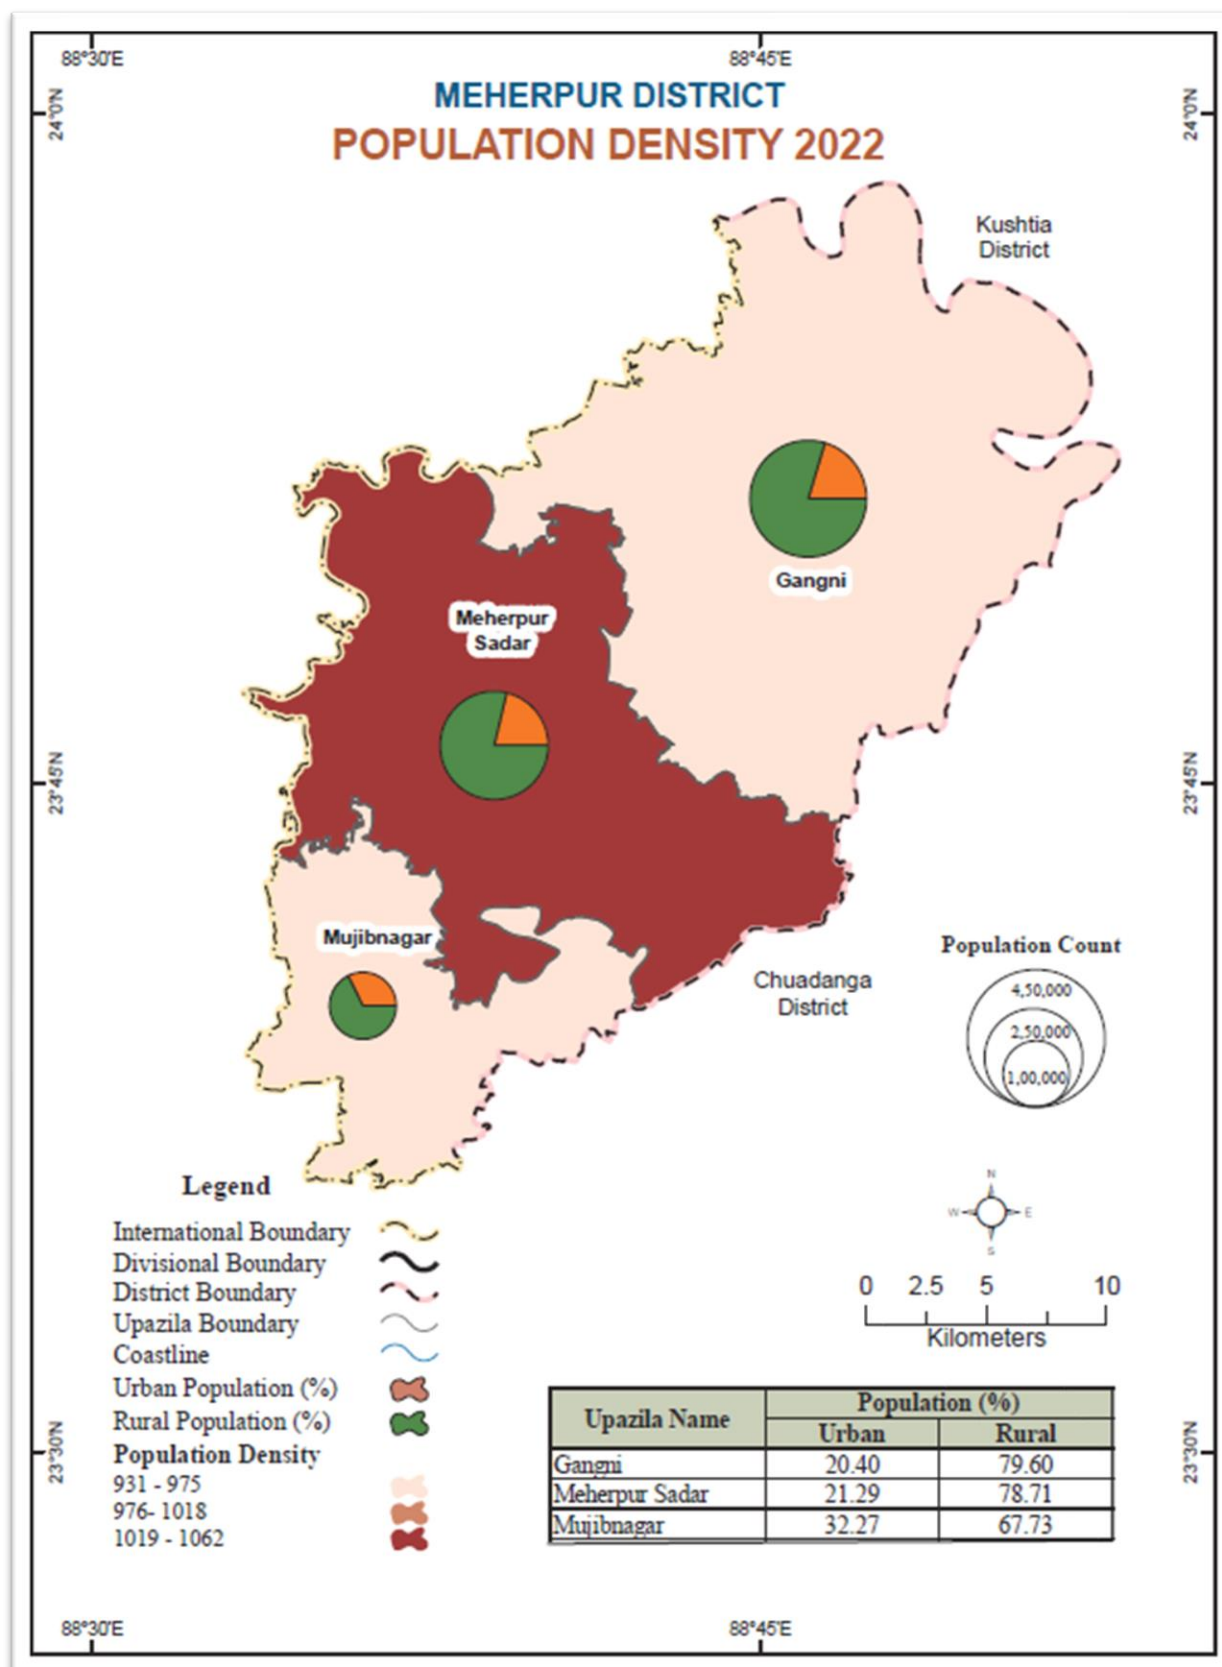 88°30'E 88°45'E
24°0'N 24°0'N
MEHERPUR DISTRICT
POPULATION DENSITY 2022
Kushtia
District
Gangni
Meherpur
Sadar
23°45'N 23°45'N
Mujibnagar
Chuadanga
District
Population Count
4,50,000
2,50,000
1,00,000
N
W E
S
0 2.5 5 10
Kilometers
Legend
International Boundary
Divisional Boundary
District Boundary
Upazila Boundary
Coastline
Urban Population (%)
Rural Population (%)
Population Density
931 - 975
976- 1018
1019 - 1062
Upazila Name Population (%)
Urban Rural
Gangni 20.40 79.60
Meherpur Sadar 21.29 78.71
Mujibnagar 32.27 67.73
23°30'N 23°30'N
88°30'E 88°45'E